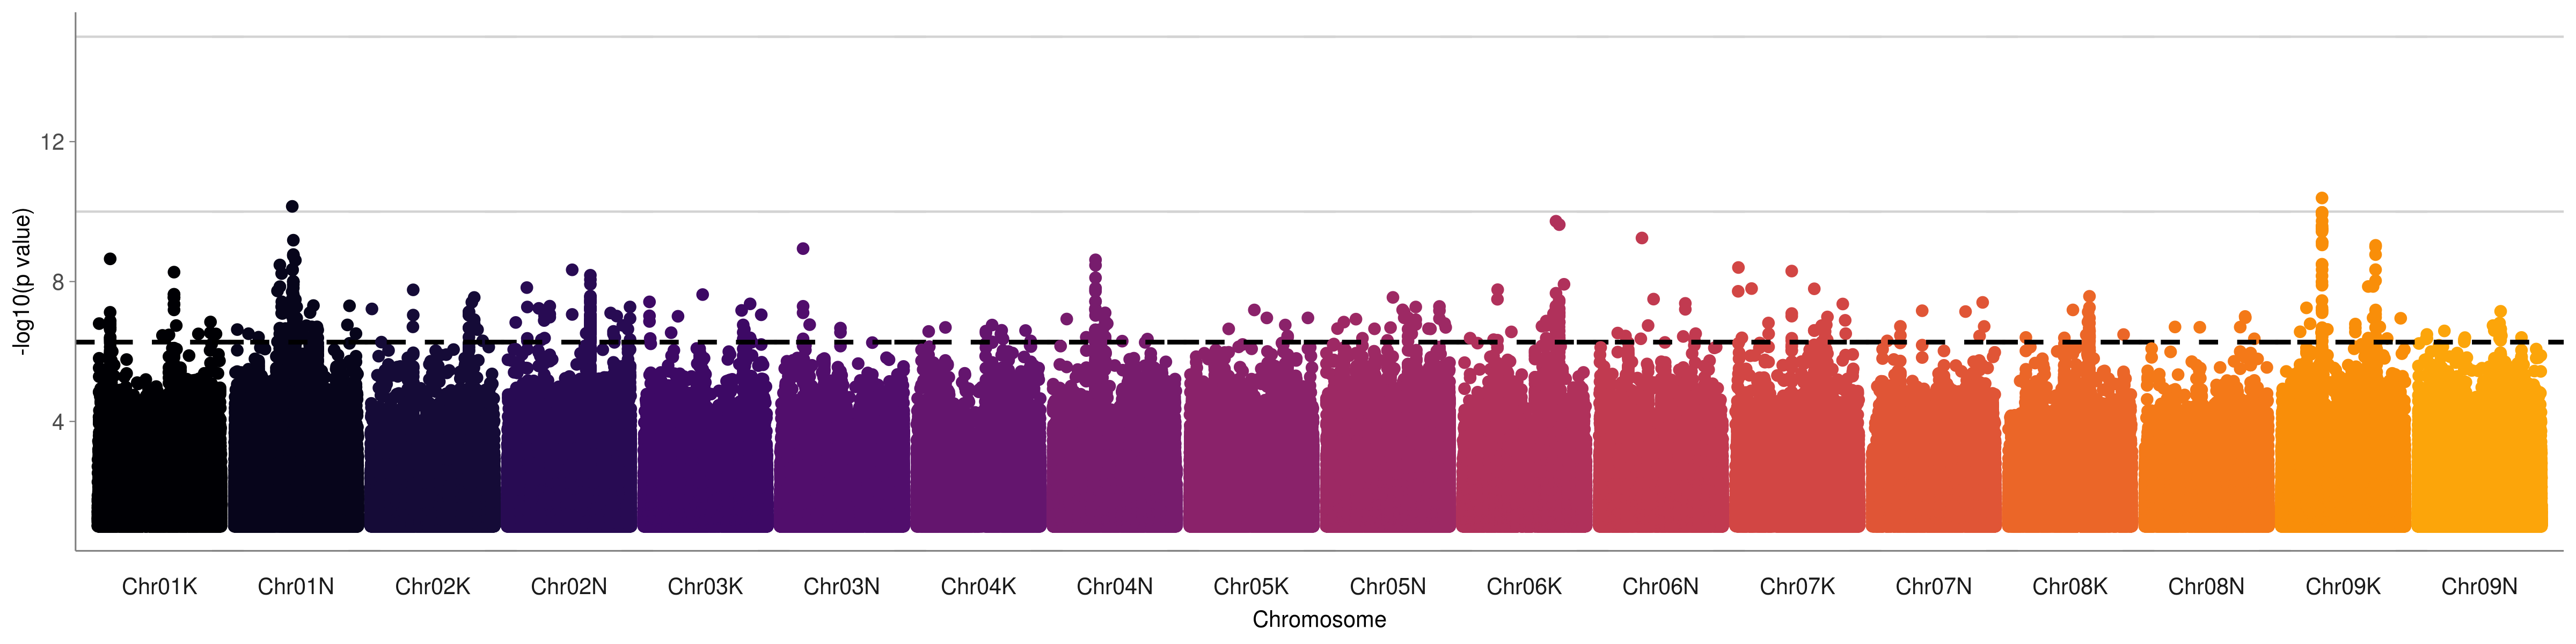 -log10(p value)
12
8
4
Chr01K Chr01N Chr02K Chr02N Chr03K Chr03N Chr04K Chr04N Chr05K Chr05N Chr06K Chr06N Chr07K Chr07N Chr08K Chr08N Chr09K Chr09N
Chromosome